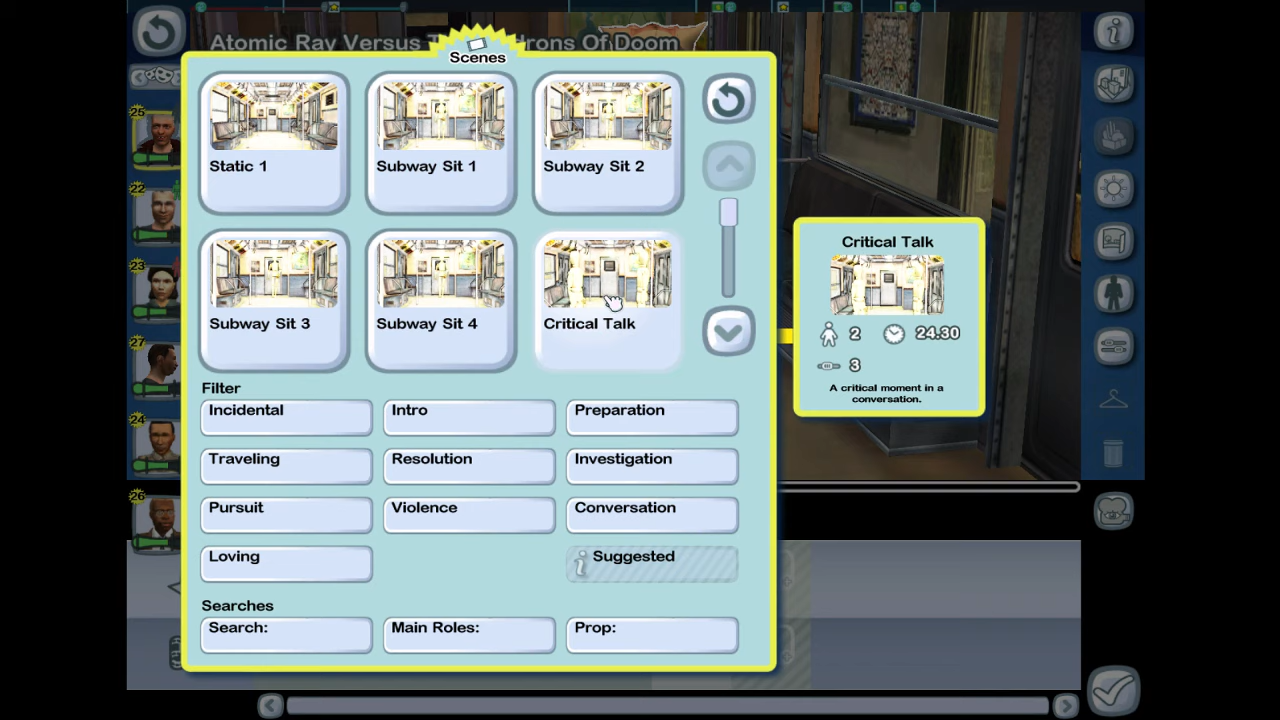 Atomic Ray Versus T
drons Of Doom
Scenes
Static 1
Subway Sit 1
Subway Sit 2
Subway Sit 3
Subway Sit 4
Critical Talk
Critical Talk
2
24.30
3
A critical moment in a
conversation.
Filter
Incidental
Intro
Preparation
Traveling
Resolution
Investigation
Pursuit
Violence
Conversation
Loving
Suggested
Searches
Search:
Main Roles:
Prop:
25
22
23
27
24
26